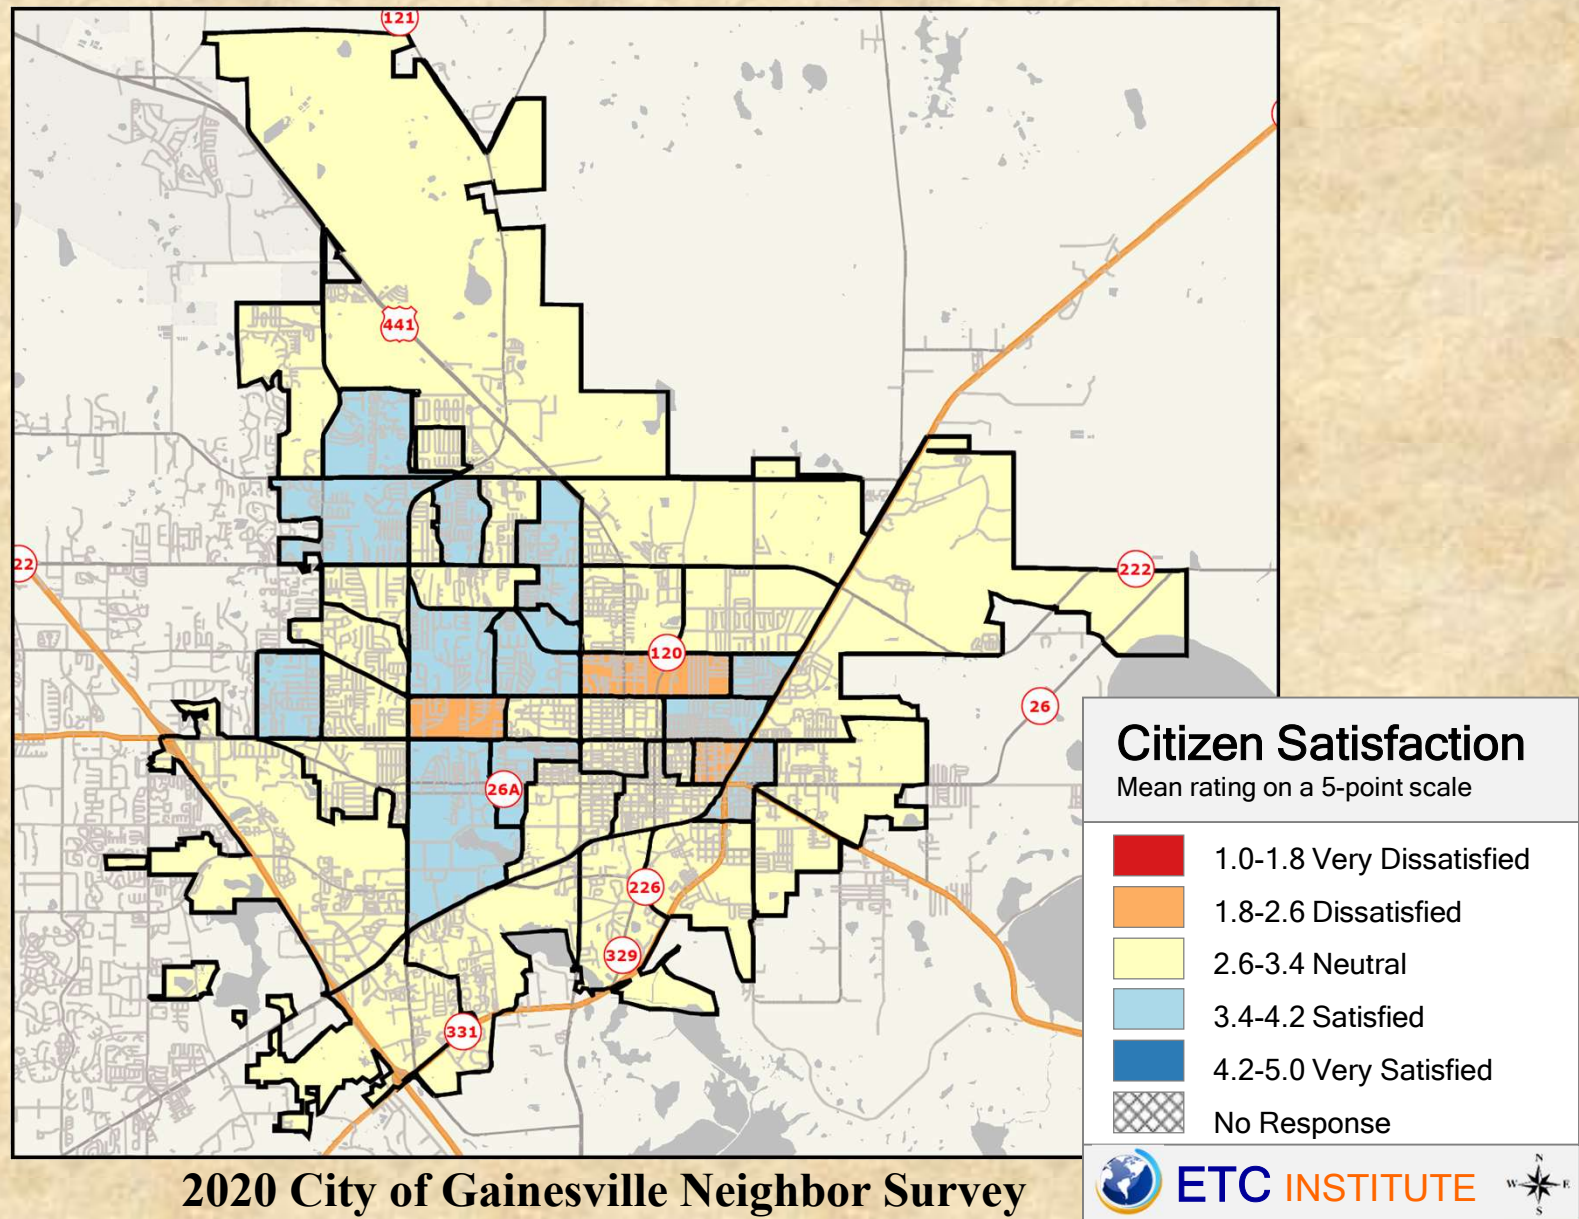 121
441
22
222
120
26
26A
226
329
331
Citizen Satisfaction
Mean rating on a 5-point scale
1.0-1.8 Very Dissatisfied
1.8-2.6 Dissatisfied
2.6-3.4 Neutral
3.4-4.2 Satisfied
4.2-5.0 Very Satisfied
No Response
ETC INSTITUTE
N
W E
S
2020 City of Gainesville Neighbor Survey